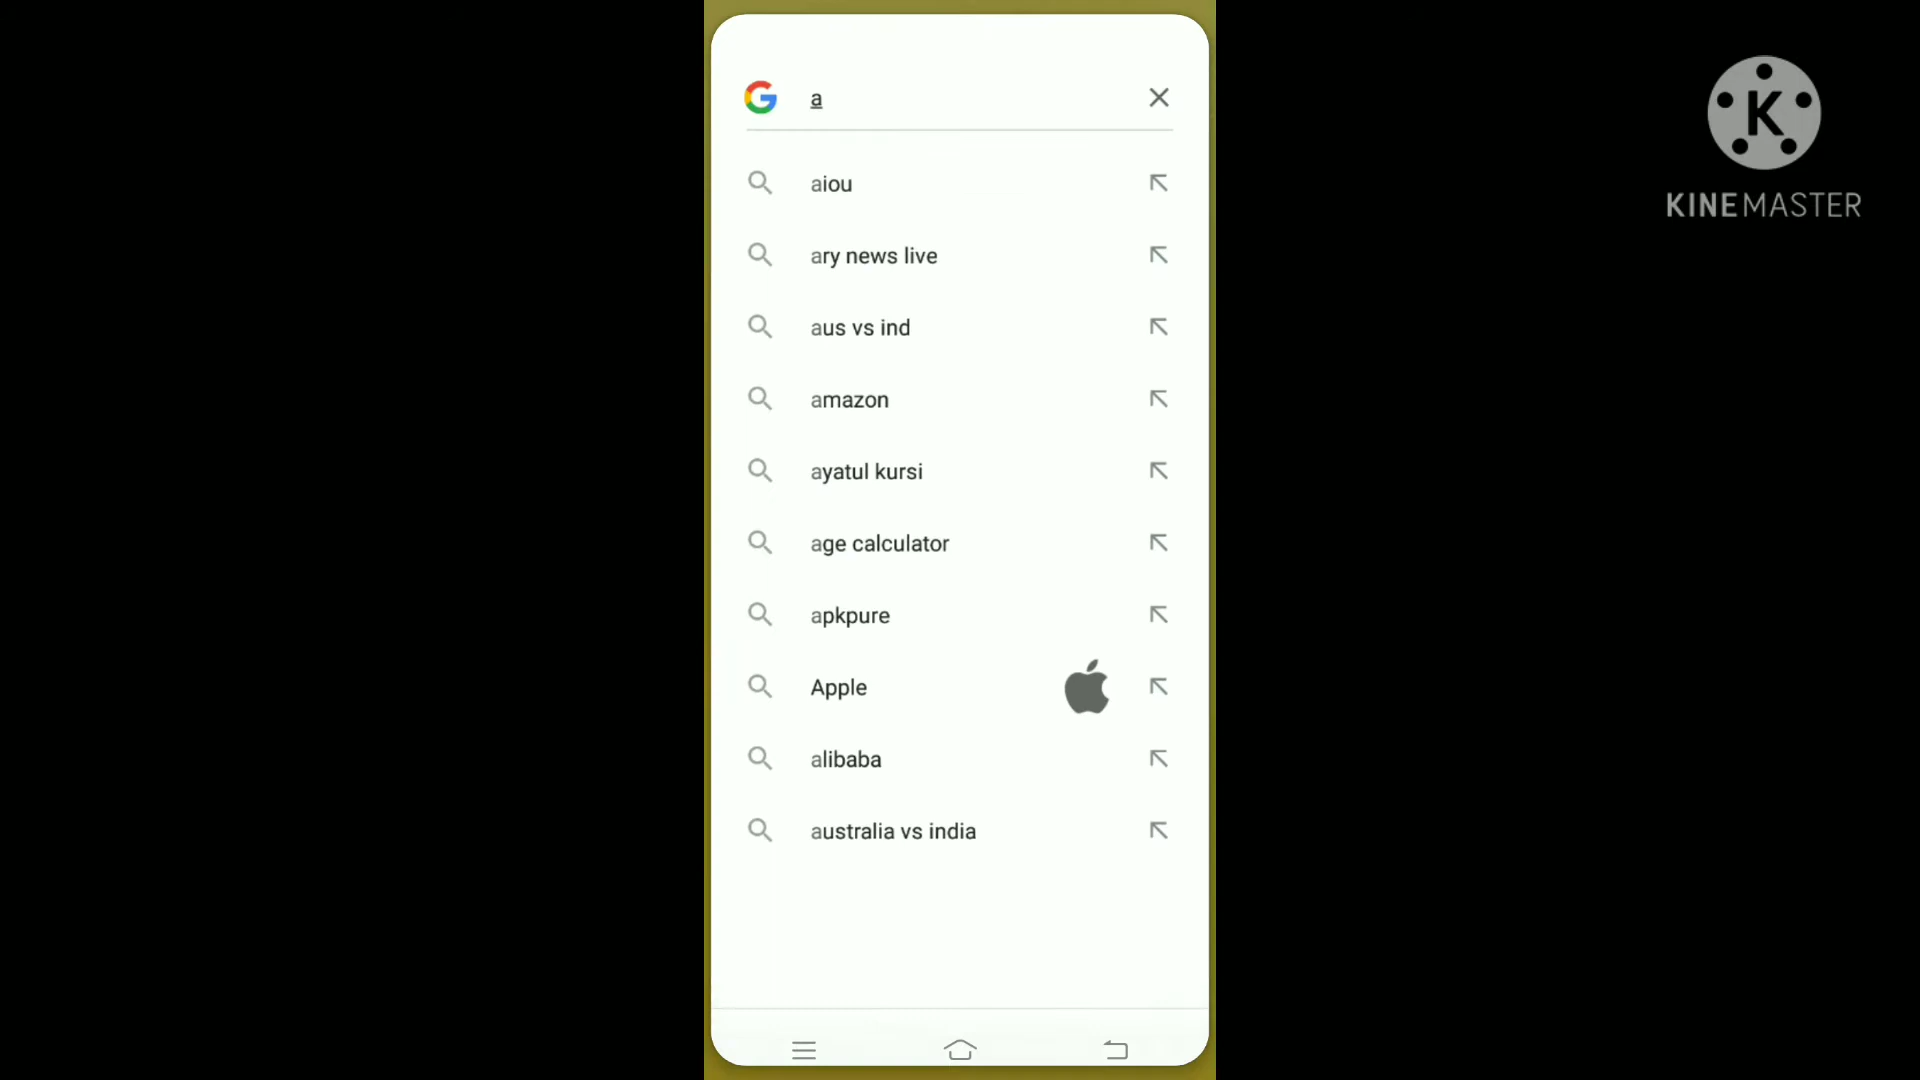 a
aiou
ary news live
aus vs ind
amazon
ayatul kursi
age calculator
apkpure
Apple
alibaba
australia vs india
K
KINEMASTER